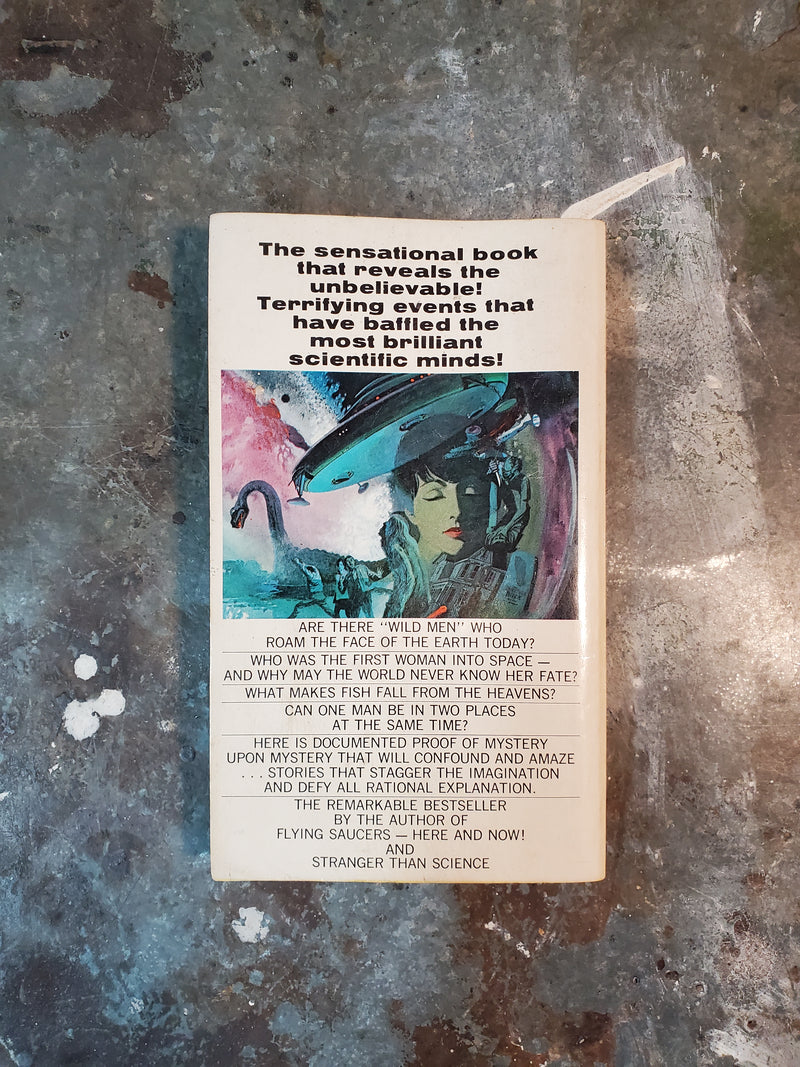 The sensational book
that reveals the
unbelievable!
Terrifying events that
have baffled the
most brilliant
scientific minds!
ARE THERE "WILD MEN" WHO
ROAM THE FACE OF THE EARTH TODAY?
WHO WAS THE FIRST WOMAN INTO SPACE —
AND WHY MAY THE WORLD NEVER KNOW HER FATE?
WHAT MAKES FISH FALL FROM THE HEAVENS?
CAN ONE MAN BE IN TWO PLACES
AT THE SAME TIME?
HERE IS DOCUMENTED PROOF OF MYSTERY
UPON MYSTERY THAT WILL CONFOUND AND AMAZE
. . . STORIES THAT STAGGER THE IMAGINATION
AND DEFY ALL RATIONAL EXPLANATION.
THE REMARKABLE BESTSELLER
BY THE AUTHOR OF
FLYING SAUCERS — HERE AND NOW!
AND
STRANGER THAN SCIENCE